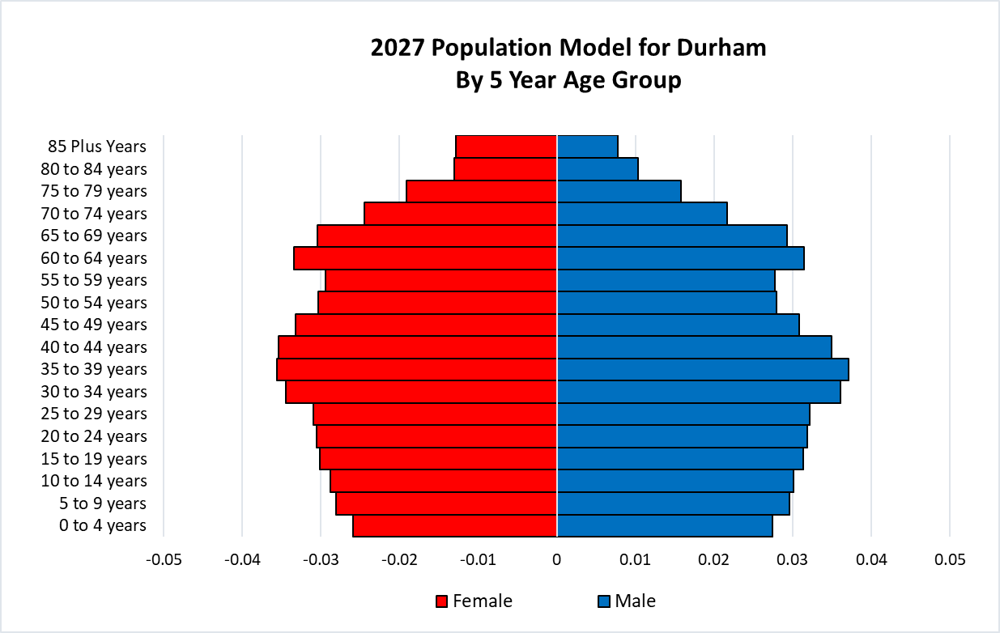 2027 Population Model for Durham
By 5 Year Age Group
85 Plus Years
80 to 84 years
75 to 79 years
70 to 74 years
65 to 69 years
60 to 64 years
55 to 59 years
50 to 54 years
45 to 49 years
40 to 44 years
35 to 39 years
30 to 34 years
25 to 29 years
20 to 24 years
15 to 19 years
10 to 14 years
5 to 9 years
0 to 4 years
-0.05 -0.04 -0.03 -0.02 -0.01 0 0.01 0.02 0.03 0.04 0.05
Female Male